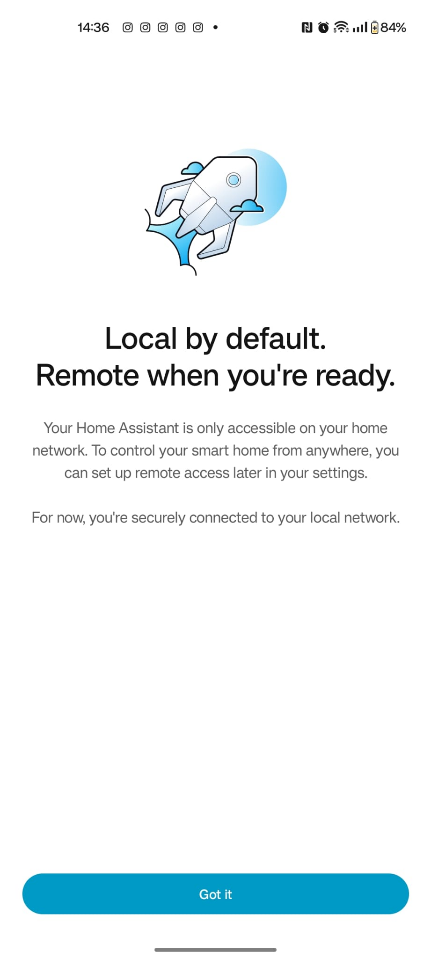 14:36
84%
Local by default.
Remote when you're ready.
Your Home Assistant is only accessible on your home
network. To control your smart home from anywhere, you
can set up remote access later in your settings.
For now, you're securely connected to your local network.
Got it